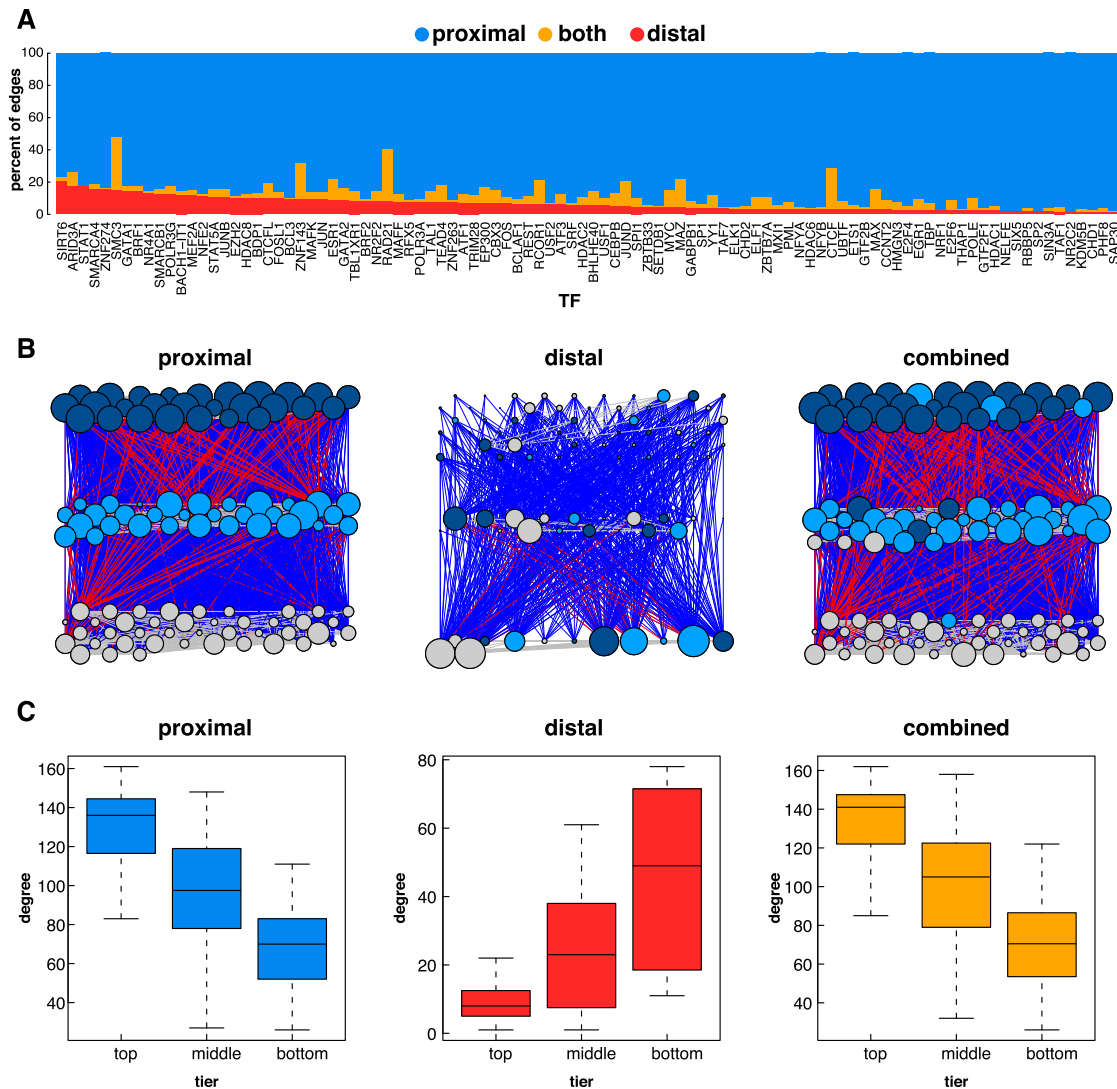 A
proximal both distal
percent of edges
100
80
60
40
20
0
SIRT6
ARID3A
STAT1
SMARCA4
ZNF274
SMC3
GATA1
BRF1
NR4A1
SMARCB1
POLR3G
MEF2A
NFE2
STAT5A
JUNB
EZH2
HDAC8
BDP1
CTCFL
FOSL1
BCL3
ZNF143
MAFK
JUN
ESR1
GATA2
TBL1XR1
BRF2
NR2F2
RAD21
MAFF
POLR3A
TAL1
TEAD4
ZNF263
ATF1
TRIM28
EP300
CBX3
BCLAF1
REST
RCOR1
USF2
SRF
HDAC2
BHLHE40
USF1
CEBPB
JUND
SPI1
ZBTB33
SETDB1
MYC
MAZ
GABPB1
SP1
YY1
TAF7
ELK1
CHD2
ELF1
ZBTB7A
MXI1
PML
NFYA
HDAC6
NFYB
CTCF
UBTF
ETS1
GTF2B
MAX
CCNT2
HMGN3
E2F4
EGR1
TBP
NRF1
E2F6
THAP1
POLE
GTF2F1
HDAC1
NELFE
SIX5
RBBP5
SP2
SIN3A
TAF1
NR2C2
KDM5B
CHD1
PHF8
SAP30
TF
B
proximal distal combined
C
proximal
degree
160
140
120
100
80
60
40
top middle bottom
tier
distal
degree
80
60
40
20
0
top middle bottom
tier
combined
degree
160
140
120
100
80
60
40
top middle bottom
tier